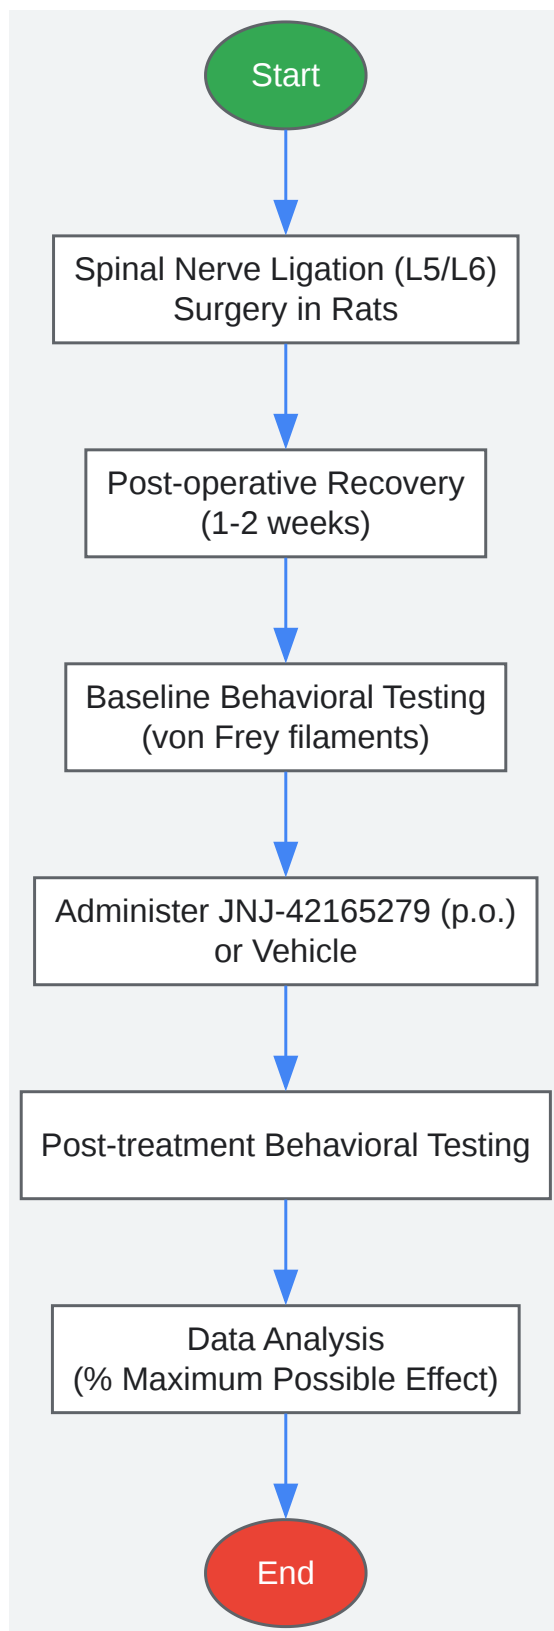 Start
Spinal Nerve Ligation (L5/L6)
Surgery in Rats
Post-operative Recovery
(1-2 weeks)
Baseline Behavioral Testing
(von Frey filaments)
Administer JNJ-42165279 (p.o.)
or Vehicle
Post-treatment Behavioral Testing
Data Analysis
(% Maximum Possible Effect)
End